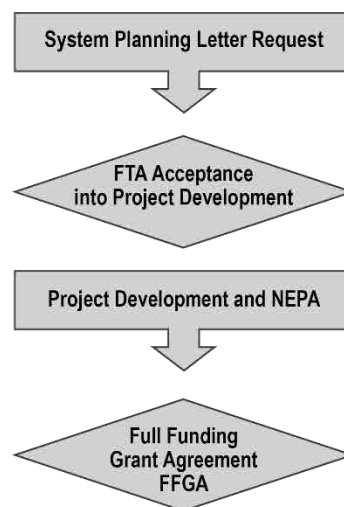 System Planning Letter Request
FTA Acceptance
into Project Development
Project Development and NEPA
Full Funding
Grant Agreement
FFGA